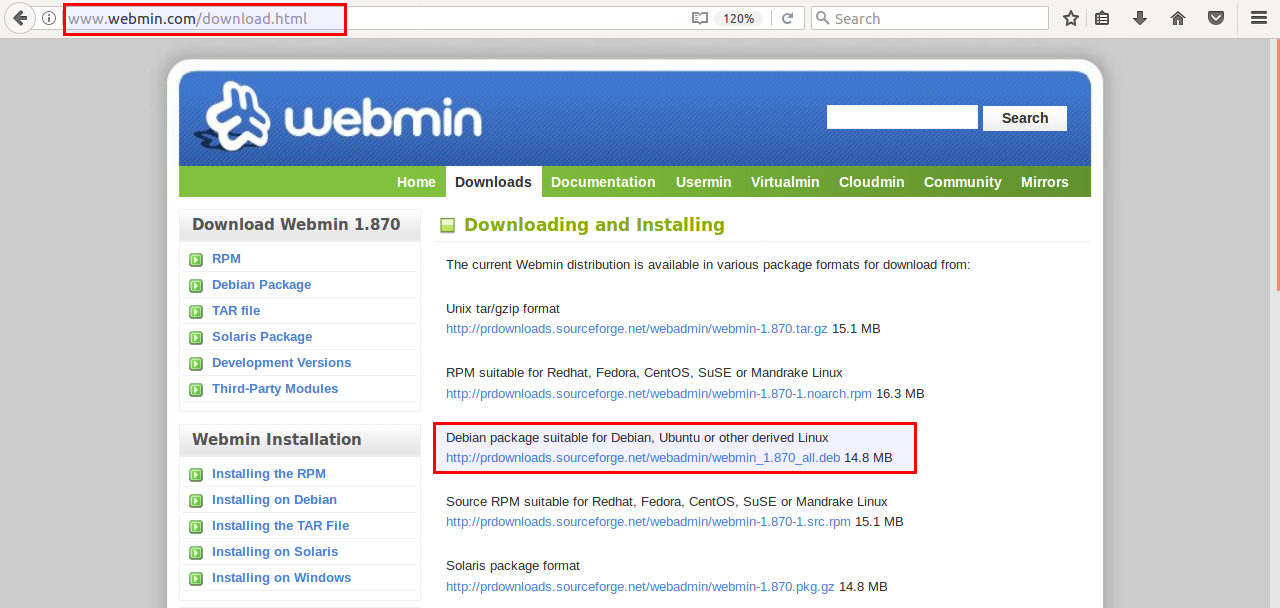 www.webmin.com/download.html
120%
Search
webmin
Search
Home Downloads Documentation Usermin Virtualmin Cloudmin Community Mirrors
Download Webmin 1.870
RPM
Debian Package
TAR file
Solaris Package
Development Versions
Third-Party Modules
Webmin Installation
Installing the RPM
Installing on Debian
Installing the TAR File
Installing on Solaris
Installing on Windows
Downloading and Installing
The current Webmin distribution is available in various package formats for download from:
Unix tar/gzip format
http://prdownloads.sourceforge.net/webadmin/webmin-1.870.tar.gz 15.1 MB
RPM suitable for Redhat, Fedora, CentOS, SuSE or Mandrake Linux
http://prdownloads.sourceforge.net/webadmin/webmin-1.870-1.noarch.rpm 16.3 MB
Debian package suitable for Debian, Ubuntu or other derived Linux
http://prdownloads.sourceforge.net/webadmin/webmin_1.870_all.deb 14.8 MB
Source RPM suitable for Redhat, Fedora, CentOS, SuSE or Mandrake Linux
http://prdownloads.sourceforge.net/webadmin/webmin-1.870-1.src.rpm 15.1 MB
Solaris package format
http://prdownloads.sourceforge.net/webadmin/webmin-1.870.pkg.gz 14.8 MB